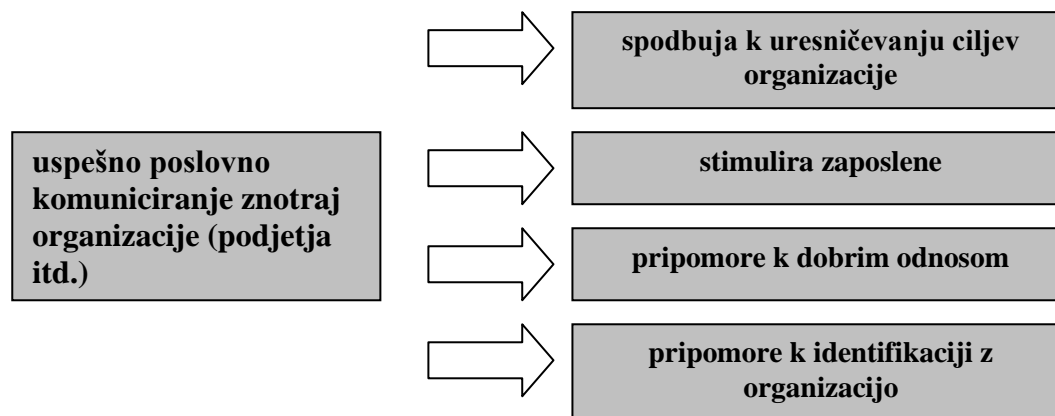 uspešno poslovno
komuniciranje znotraj
organizacije (podjetja
itd.)
spodbuja k uresničevanju ciljev
organizacije
stimulira zaposlene
pripomore k dobrim odnosom
pripomore k identifikaciji z
organizacijo